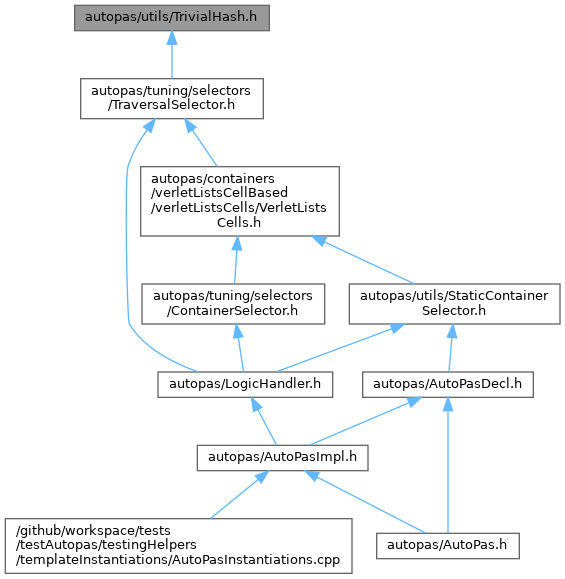 autopas/utils/TrivialHash.h
autopas/tuning/selectors
/TraversalSelector.h
autopas/containers
/verletListsCellBased
/verletListsCells/VerletLists
Cells.h
autopas/tuning/selectors
/ContainerSelector.h
autopas/utils/StaticContainer
Selector.h
autopas/LogicHandler.h
autopas/AutoPasDecl.h
autopas/AutoPasImpl.h
/github/workspace/tests
/testAutopas/testingHelpers
/templateInstantiations/AutoPasInstantiations.cpp
autopas/AutoPas.h